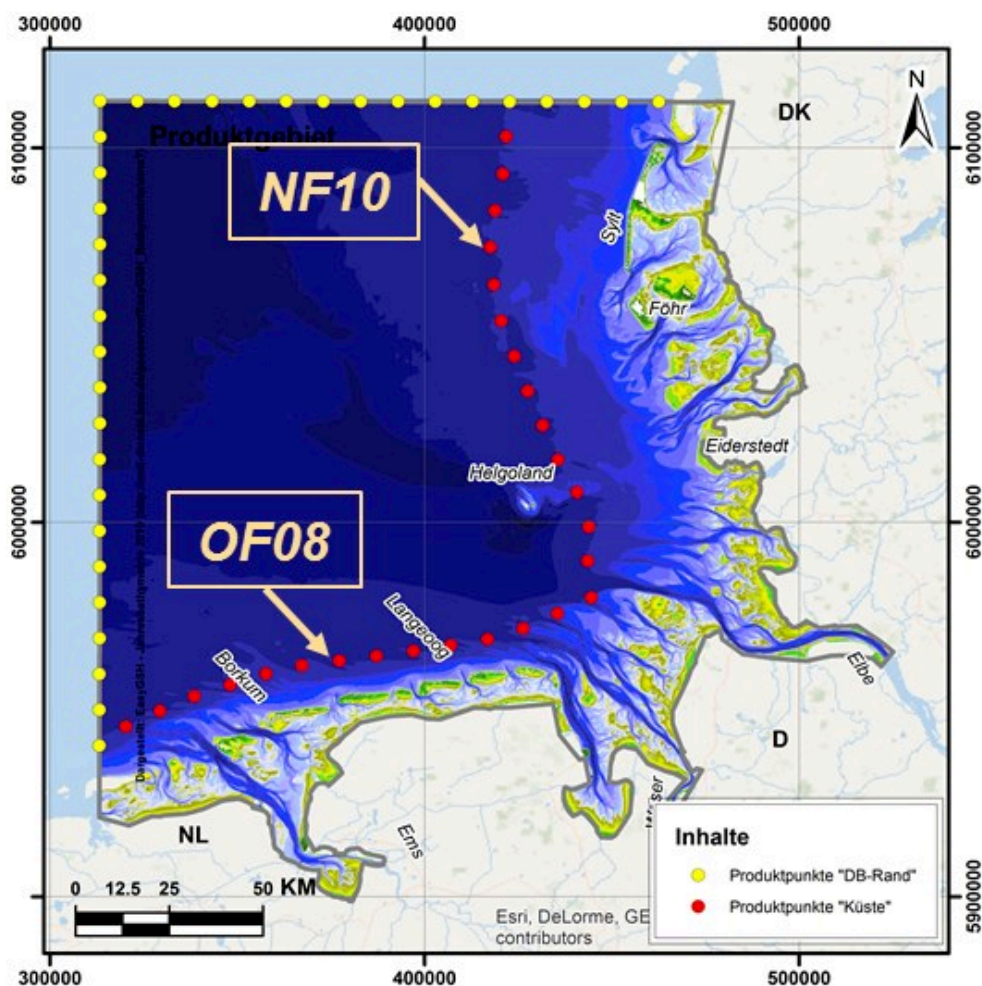 300000 400000 500000
N
DK
6100000
6100000
Produktgebiet
NF10
Sylt
Föhr
Eiderstedt
Helgoland
6000000
6000000
OF08
Langeoog
Borkum
Elbe
D
NL
Ems
KM
0 12.5 25 50
Inhalte
Produktpunkte "DB-Rand"
Produktpunkte "Küste"
Esri, DeLorme, GE
contributors
5900000
5900000
300000 400000 500000